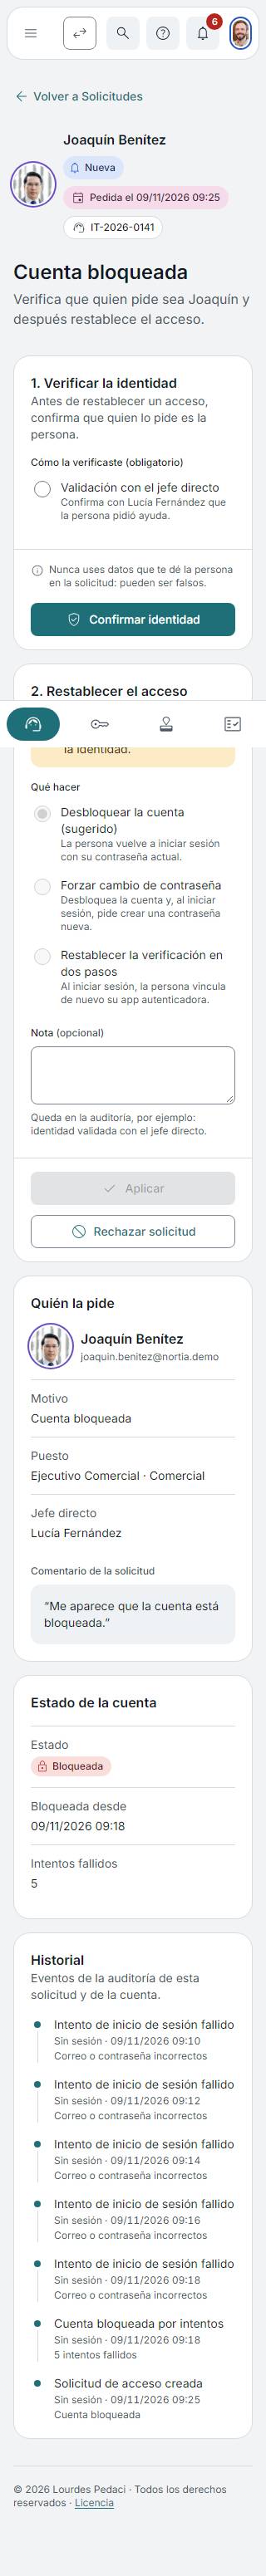 6
Volver a Solicitudes
Joaquín Benítez
Nueva
Pedida el 09/11/2026 09:25
IT-2026-0141
Cuenta bloqueada
Verifica que quien pide sea Joaquín y
después restablece el acceso.
1. Verificar la identidad
Antes de restablecer un acceso,
confirma que quien lo pide es la
persona.
Cómo la verificaste (obligatorio)
Validación con el jefe directo
Confirma con Lucía Fernández que
la persona pidió ayuda.
Nunca uses datos que te dé la persona
en la solicitud: pueden ser falsos.
Confirmar identidad
2. Restablecer el acceso
la identidad.
Qué hacer
Desbloquear la cuenta
(sugerido)
La persona vuelve a iniciar sesión
con su contraseña actual.
Forzar cambio de contraseña
Desbloquea la cuenta y, al iniciar
sesión, pide crear una contraseña
nueva.
Restablecer la verificación en
dos pasos
Al iniciar sesión, la persona vincula
de nuevo su app autenticadora.
Nota (opcional)
Queda en la auditoría, por ejemplo:
identidad validada con el jefe directo.
Aplicar
Rechazar solicitud
Quién la pide
Joaquín Benítez
joaquin.benitez@nortia.demo
Motivo
Cuenta bloqueada
Puesto
Ejecutivo Comercial · Comercial
Jefe directo
Lucía Fernández
Comentario de la solicitud
“Me aparece que la cuenta está
bloqueada.”
Estado de la cuenta
Estado
Bloqueada
Bloqueada desde
09/11/2026 09:18
Intentos fallidos
5
Historial
Eventos de la auditoría de esta
solicitud y de la cuenta.
Intento de inicio de sesión fallido
Sin sesión · 09/11/2026 09:10
Correo o contraseña incorrectos
Intento de inicio de sesión fallido
Sin sesión · 09/11/2026 09:12
Correo o contraseña incorrectos
Intento de inicio de sesión fallido
Sin sesión · 09/11/2026 09:14
Correo o contraseña incorrectos
Intento de inicio de sesión fallido
Sin sesión · 09/11/2026 09:16
Correo o contraseña incorrectos
Intento de inicio de sesión fallido
Sin sesión · 09/11/2026 09:18
Correo o contraseña incorrectos
Cuenta bloqueada por intentos
Sin sesión · 09/11/2026 09:18
5 intentos fallidos
Solicitud de acceso creada
Sin sesión · 09/11/2026 09:25
Cuenta bloqueada
© 2026 Lourdes Pedaci · Todos los derechos
reservados · Licencia